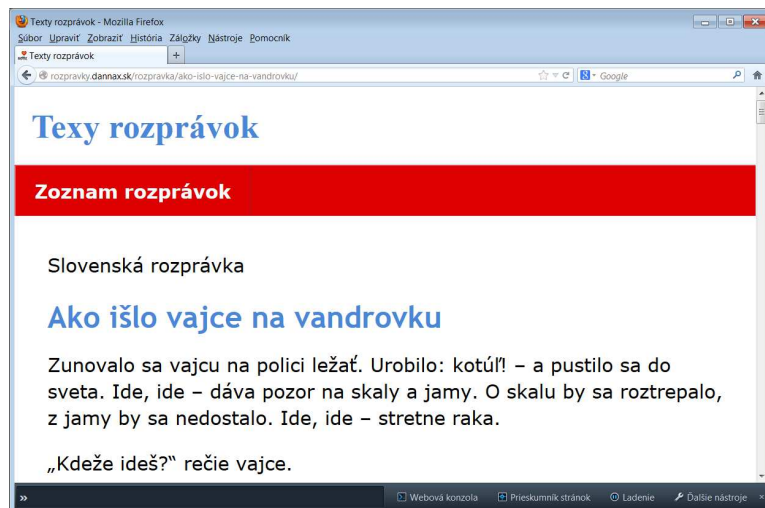 Texty rozprávok - Mozilla Firefox
Súbor Upraviť Zobraziť História Záložky Nástroje Pomocník
Texty rozprávok +
rozpravky.dannax.sk/rozpravka/ako-islo-vajce-na-vandrovku/ Google
Texy rozprávok
Zoznam rozprávok
Slovenská rozprávka
Ako išlo vajce na vandrovku
Zunovalo sa vajcu na polici ležať. Urobilo: kotúľ! – a pustilo sa do
sveta. Ide, ide – dáva pozor na skaly a jamy. O skalu by sa roztrepalo,
z jamy by sa nedostalo. Ide, ide – stretne raka.
„Kdeže ideš?“ rečie vajce.
» Webová konzola Prieskumník stránok Ladenie Ďalšie nástroje ×